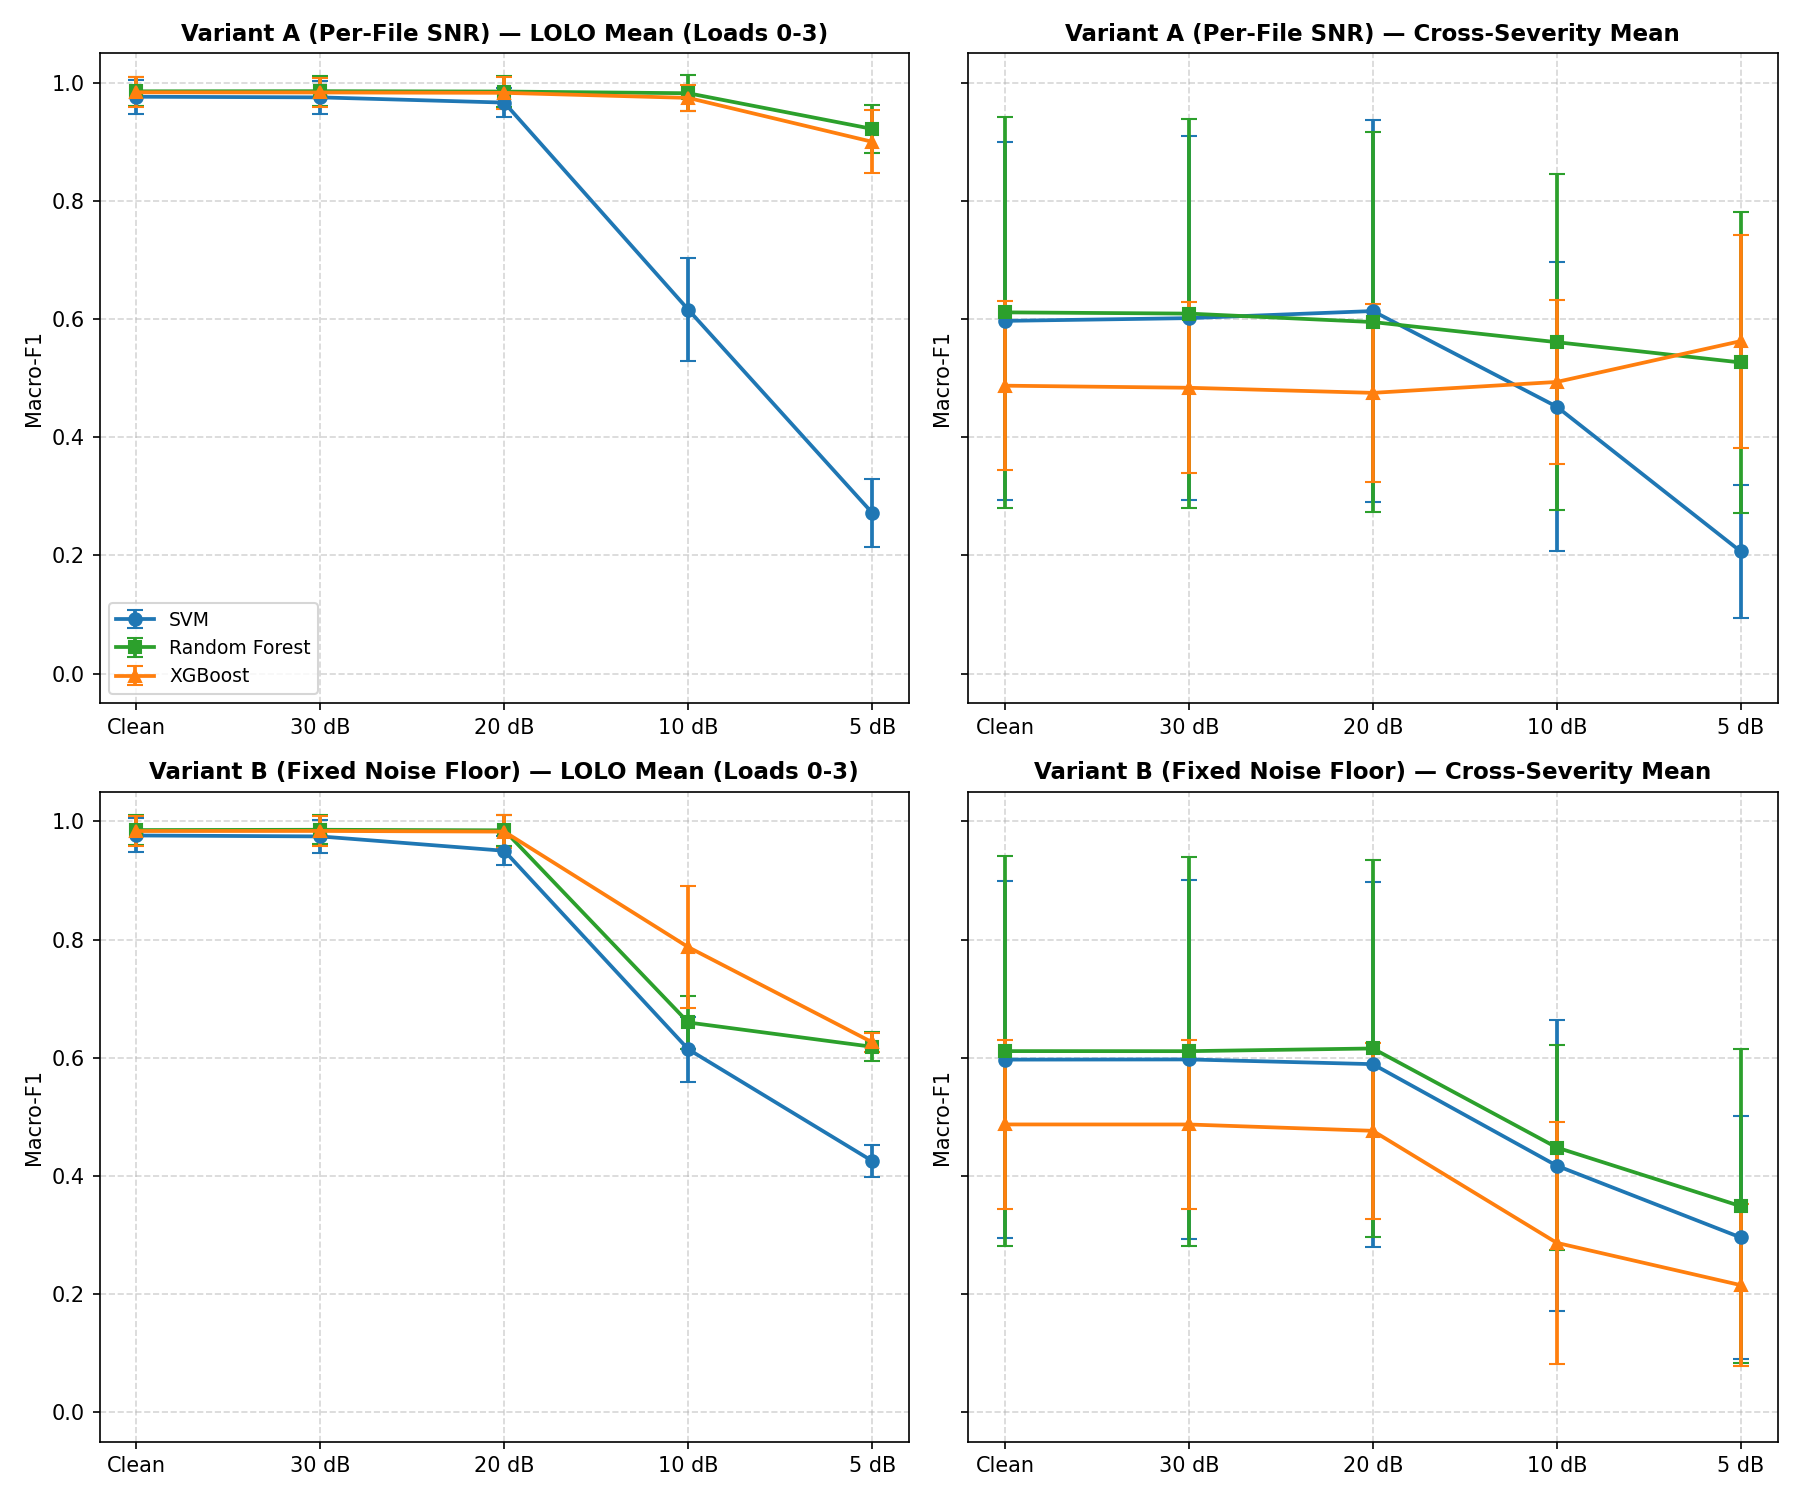 Variant A (Per-File SNR) — LOLO Mean (Loads 0-3)
Macro-F1
1.0
0.8
0.6
0.4
0.2
0.0
SVM
Random Forest
XGBoost
Clean 30 dB 20 dB 10 dB 5 dB
Variant A (Per-File SNR) — Cross-Severity Mean
Macro-F1
Clean 30 dB 20 dB 10 dB 5 dB
Variant B (Fixed Noise Floor) — LOLO Mean (Loads 0-3)
Macro-F1
1.0
0.8
0.6
0.4
0.2
0.0
Clean 30 dB 20 dB 10 dB 5 dB
Variant B (Fixed Noise Floor) — Cross-Severity Mean
Macro-F1
Clean 30 dB 20 dB 10 dB 5 dB